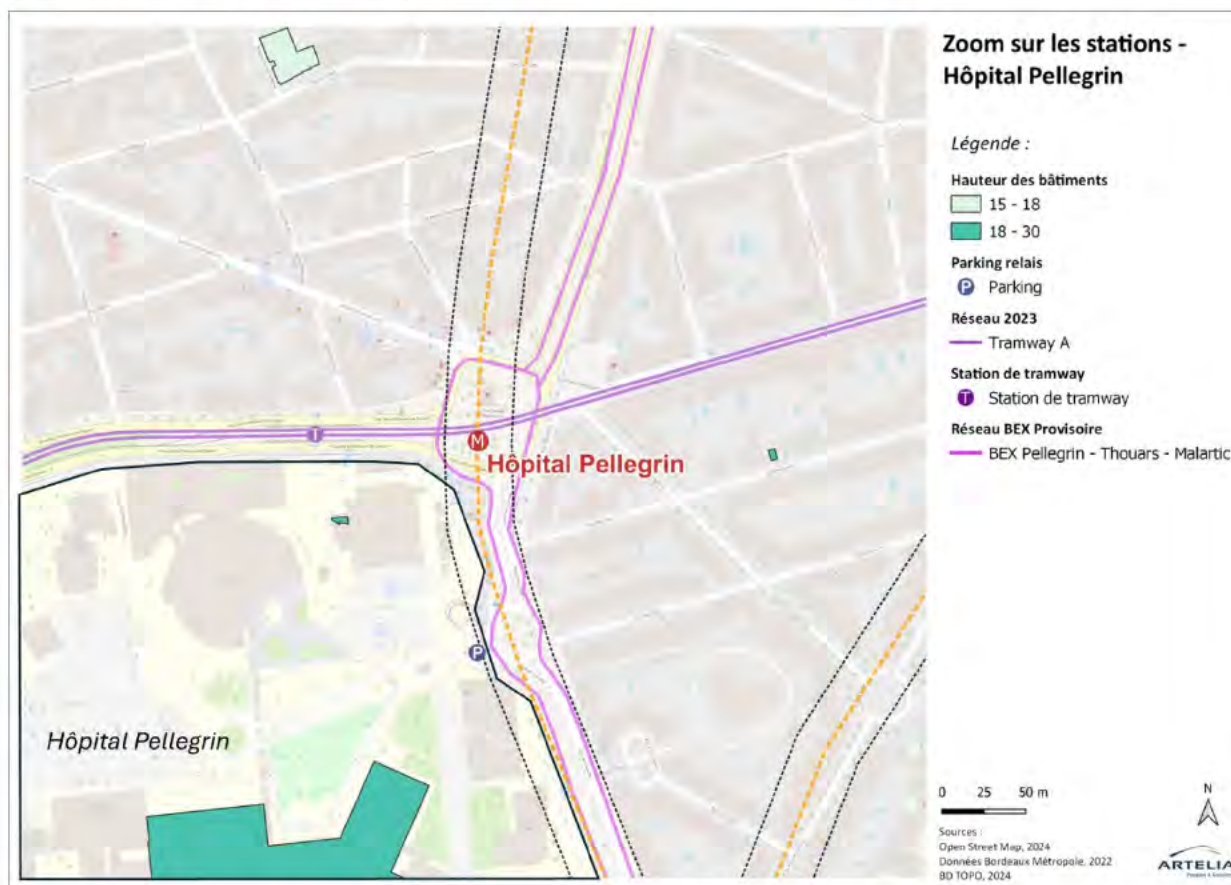 Zoom sur les stations -
Hôpital Pellegrin
Légende :
Hauteur des bâtiments
15 - 18
18 - 30
Parking relais
P Parking
Réseau 2023
Tramway A
Station de tramway
T Station de tramway
Réseau BEX Provisoire
BEX Pellegrin - Thouars - Malartic
T
M
Hôpital Pellegrin
P
Hôpital Pellegrin
0 25 50 m
N
Sources :
Open Street Map, 2024
Données Bordeaux Métropole, 2022
BD TOPO, 2024
ARTELIA